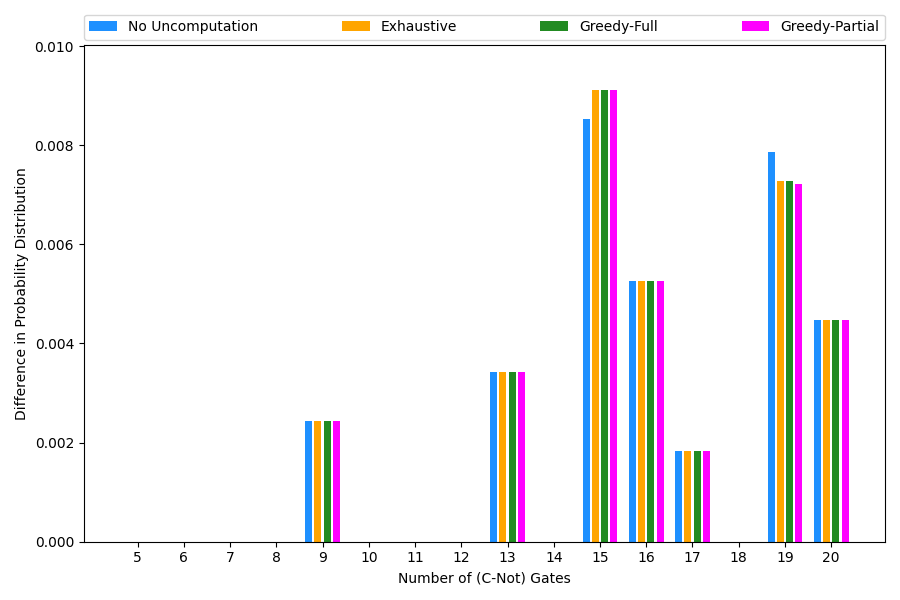 No Uncomputation Exhaustive Greedy-Full Greedy-Partial
0.010
0.008
0.006
0.004
0.002
0.000
Difference in Probability Distribution
5 6 7 8 9 10 11 12 13 14 15 16 17 18 19 20
Number of (C-Not) Gates